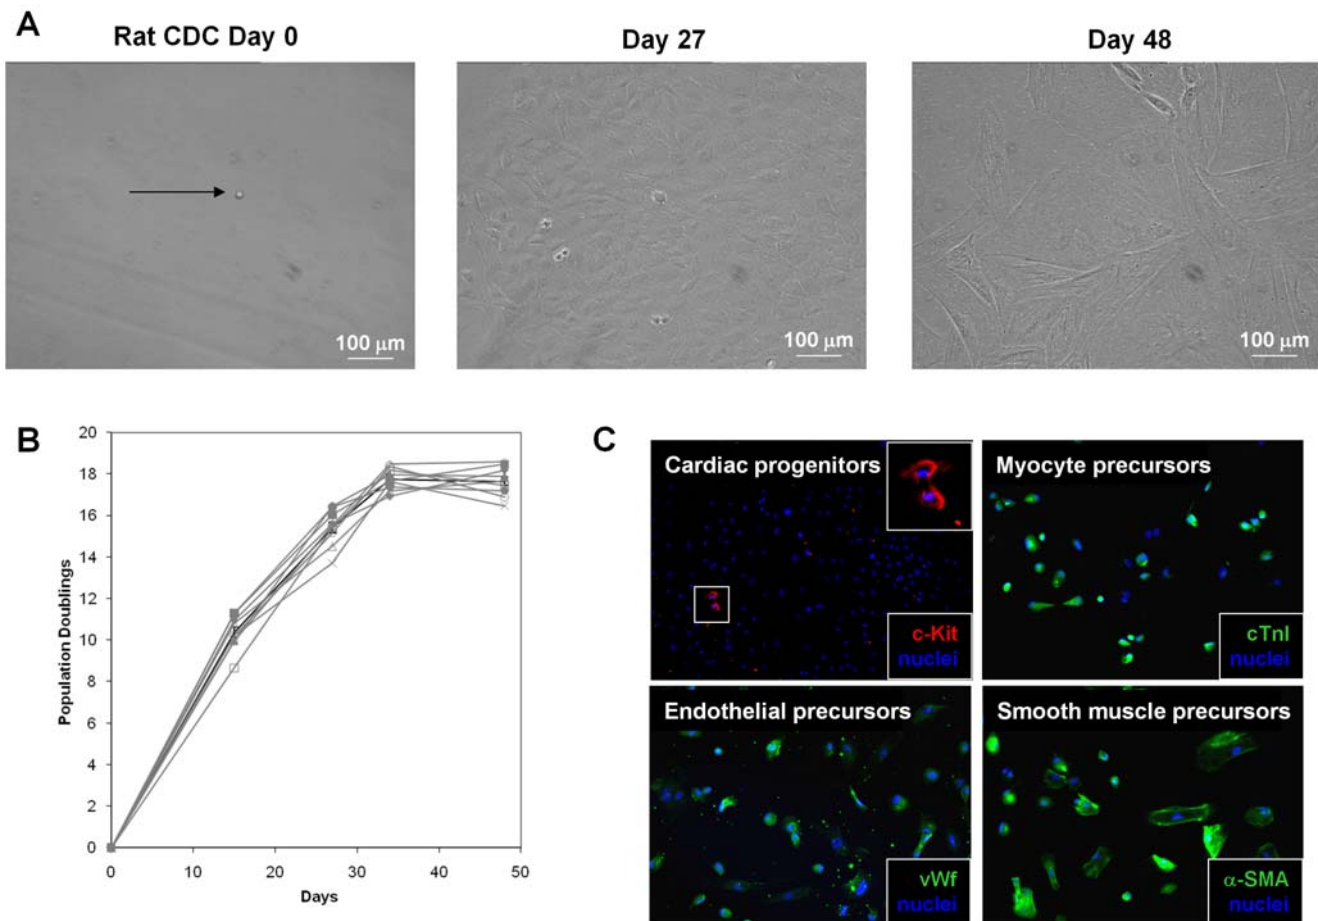 A
Rat CDC Day 0
Day 27
Day 48
100 μm
100 μm
100 μm
B
Population Doublings
20
18
16
14
12
10
8
6
4
2
0
0
10
20
30
40
50
Days
C
Cardiac progenitors
c-Kit
nuclei
Myocyte precursors
cTnI
nuclei
Endothelial precursors
vWf
nuclei
Smooth muscle precursors
α-SMA
nuclei